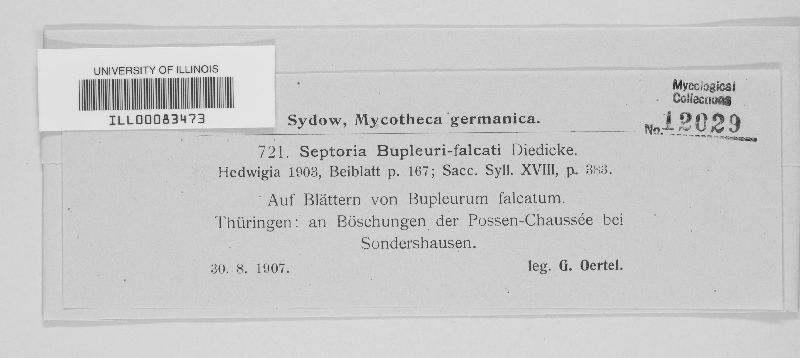 UNIVERSITY OF ILLINOIS
ILL00083473
Mycological
Collections
No. 12029
Sydow, Mycotheca germanica.
721. Septoria Bupleuri-falcati Diedicke.
Hedwigia 1903, Beiblatt p. 167; Sacc. Syll. XVIII, p. 383.
Auf Blättern von Bupleurum falcatum.
Thüringen: an Böschungen der Possen-Chaussée bei
Sondershausen.
30. 8. 1907.
leg. G. Oertel.